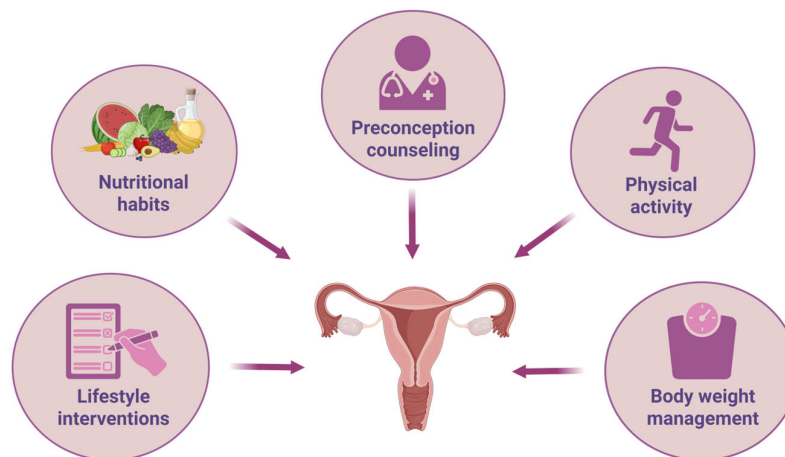 Preconception
counseling
Nutritional
habits
Physical
activity
Lifestyle
interventions
Body weight
management